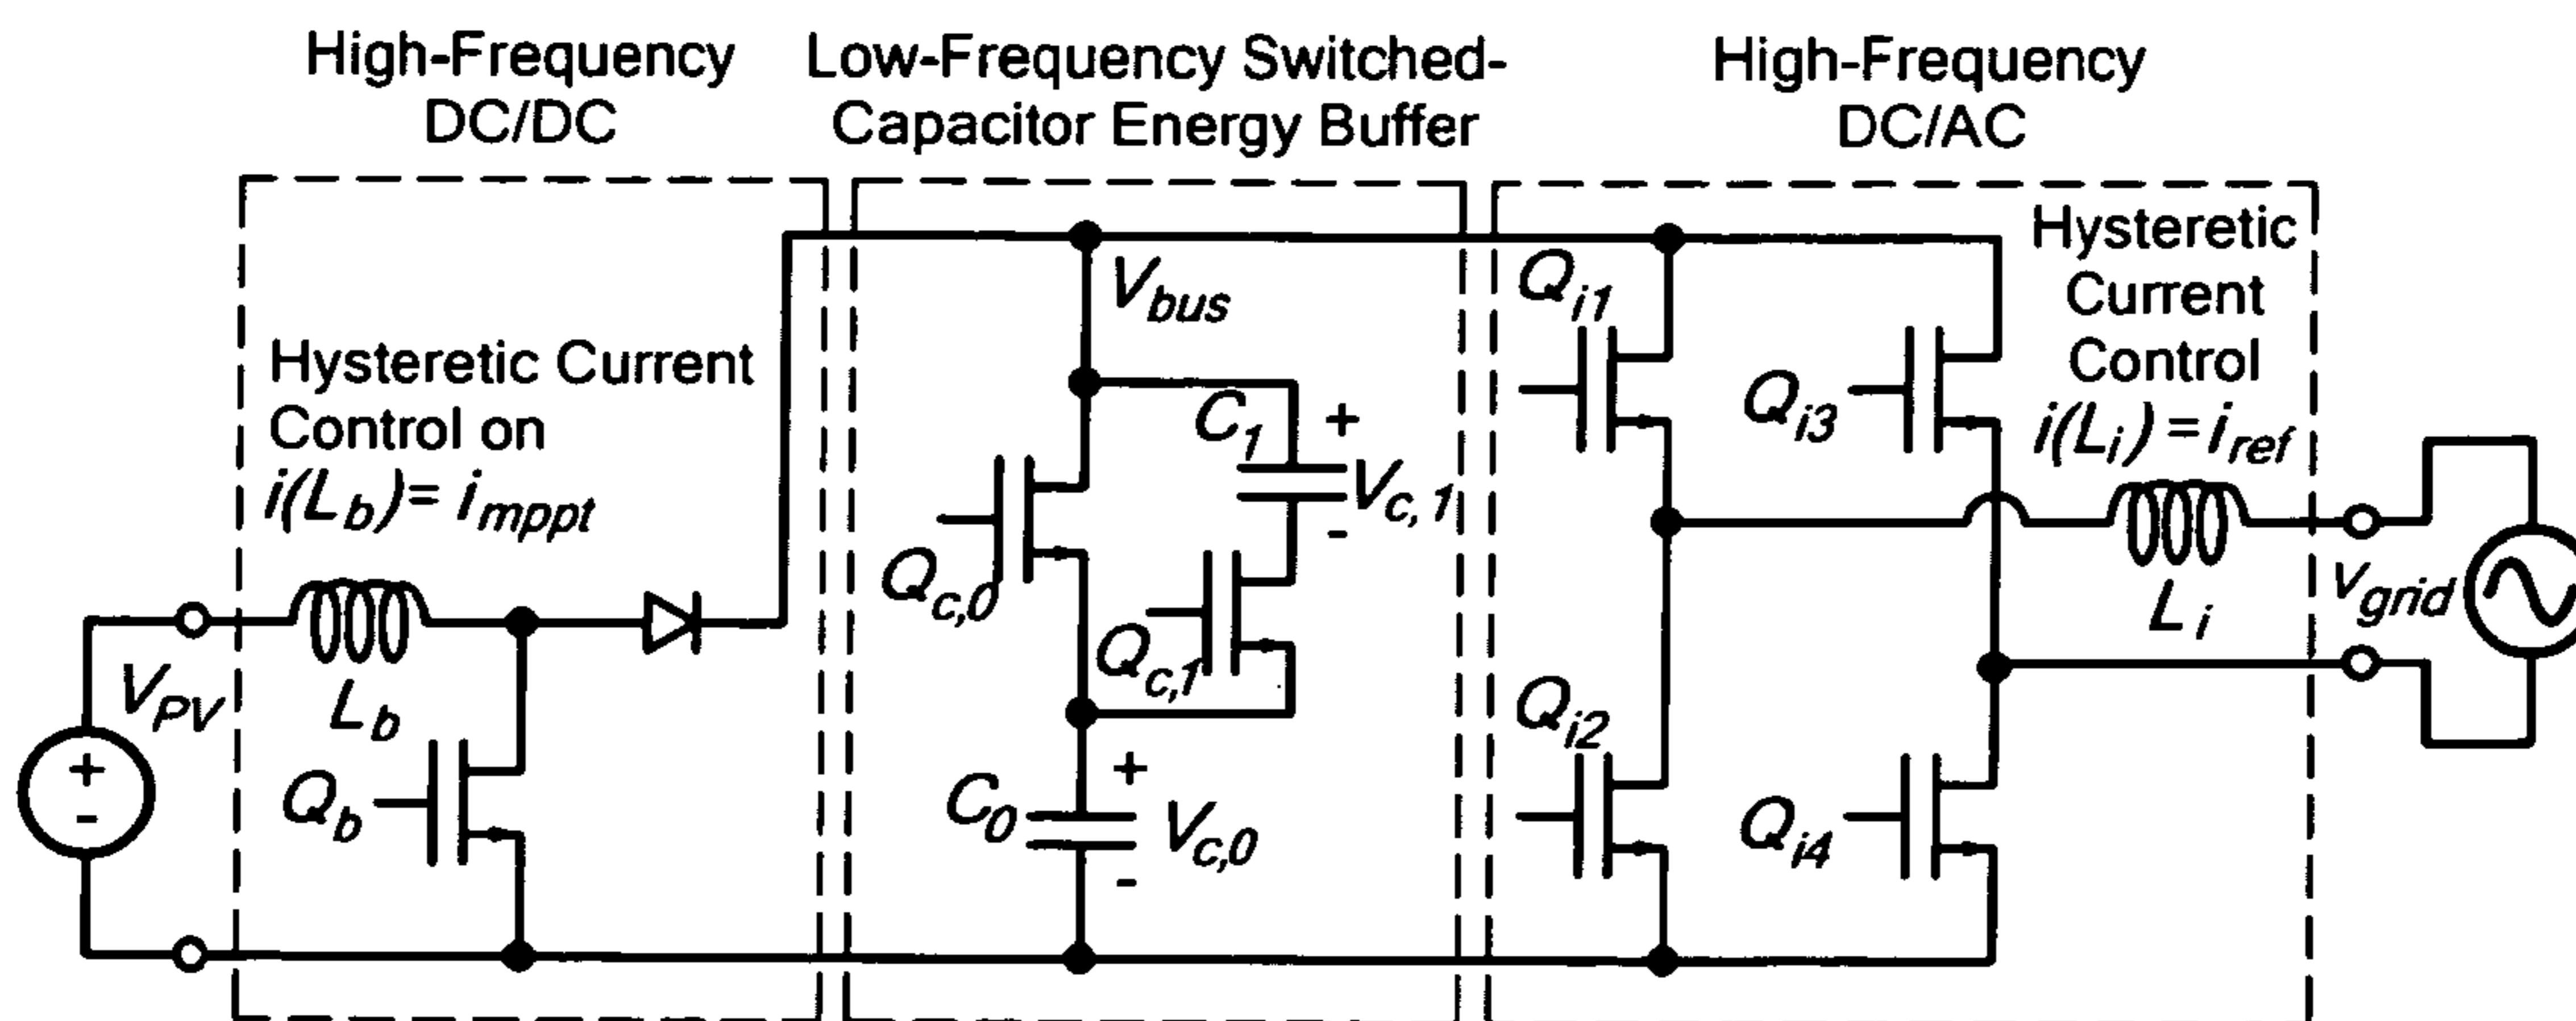 High-Frequency
DC/DC
Low-Frequency Switched-
Capacitor Energy Buffer
High-Frequency
DC/AC
Hysteretic Current
Control on
i(Lb)= imppt
VPV
+
-
Lb
Qb
Vbus
C1
+
Vc,1
-
Qc,0
Qc,1
C0
+
Vc,0
-
Qi1
Qi3
Qi2
Qi4
Hysteretic
Current
Control
i(Li)=iref
Li
vgrid